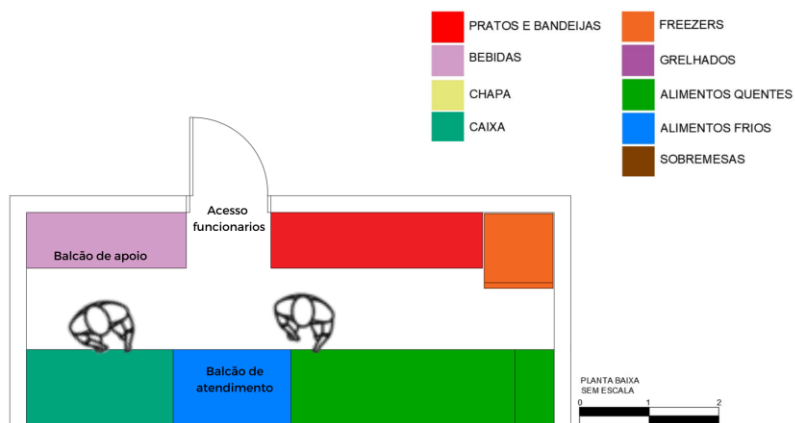 PRATOS E BANDEIJAS
BEBIDAS
CHAPA
CAIXA
FREEZERS
GRELHADOS
ALIMENTOS QUENTES
ALIMENTOS FRIOS
SOBREMESAS
Acesso
funcionarios
Balcão de apoio
Balcão de
atendimento
PLANTA BAIXA
SEM ESCALA
0 1 2